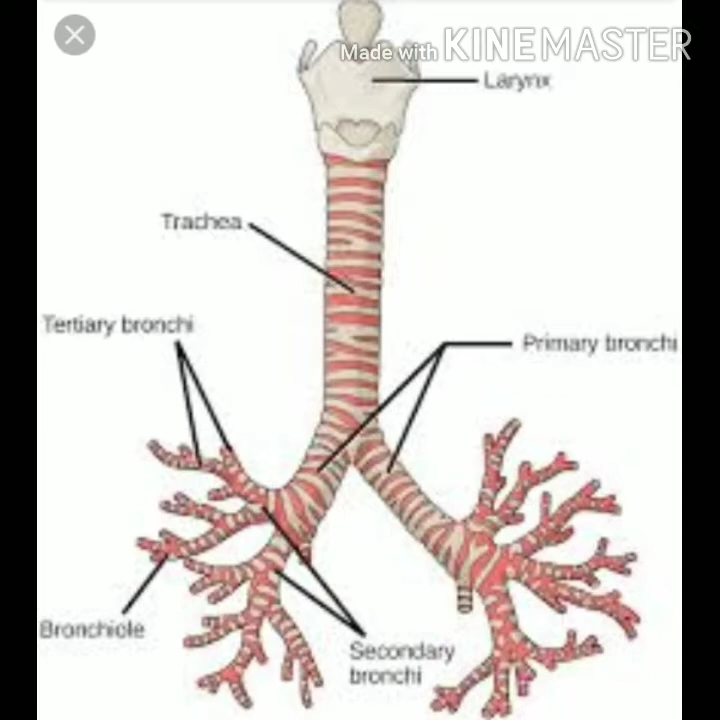 Made with KINEMASTER
Larynx
Trachea
Tertiary bronchi
Primary bronchi
Bronchiole
Secondary
bronchi